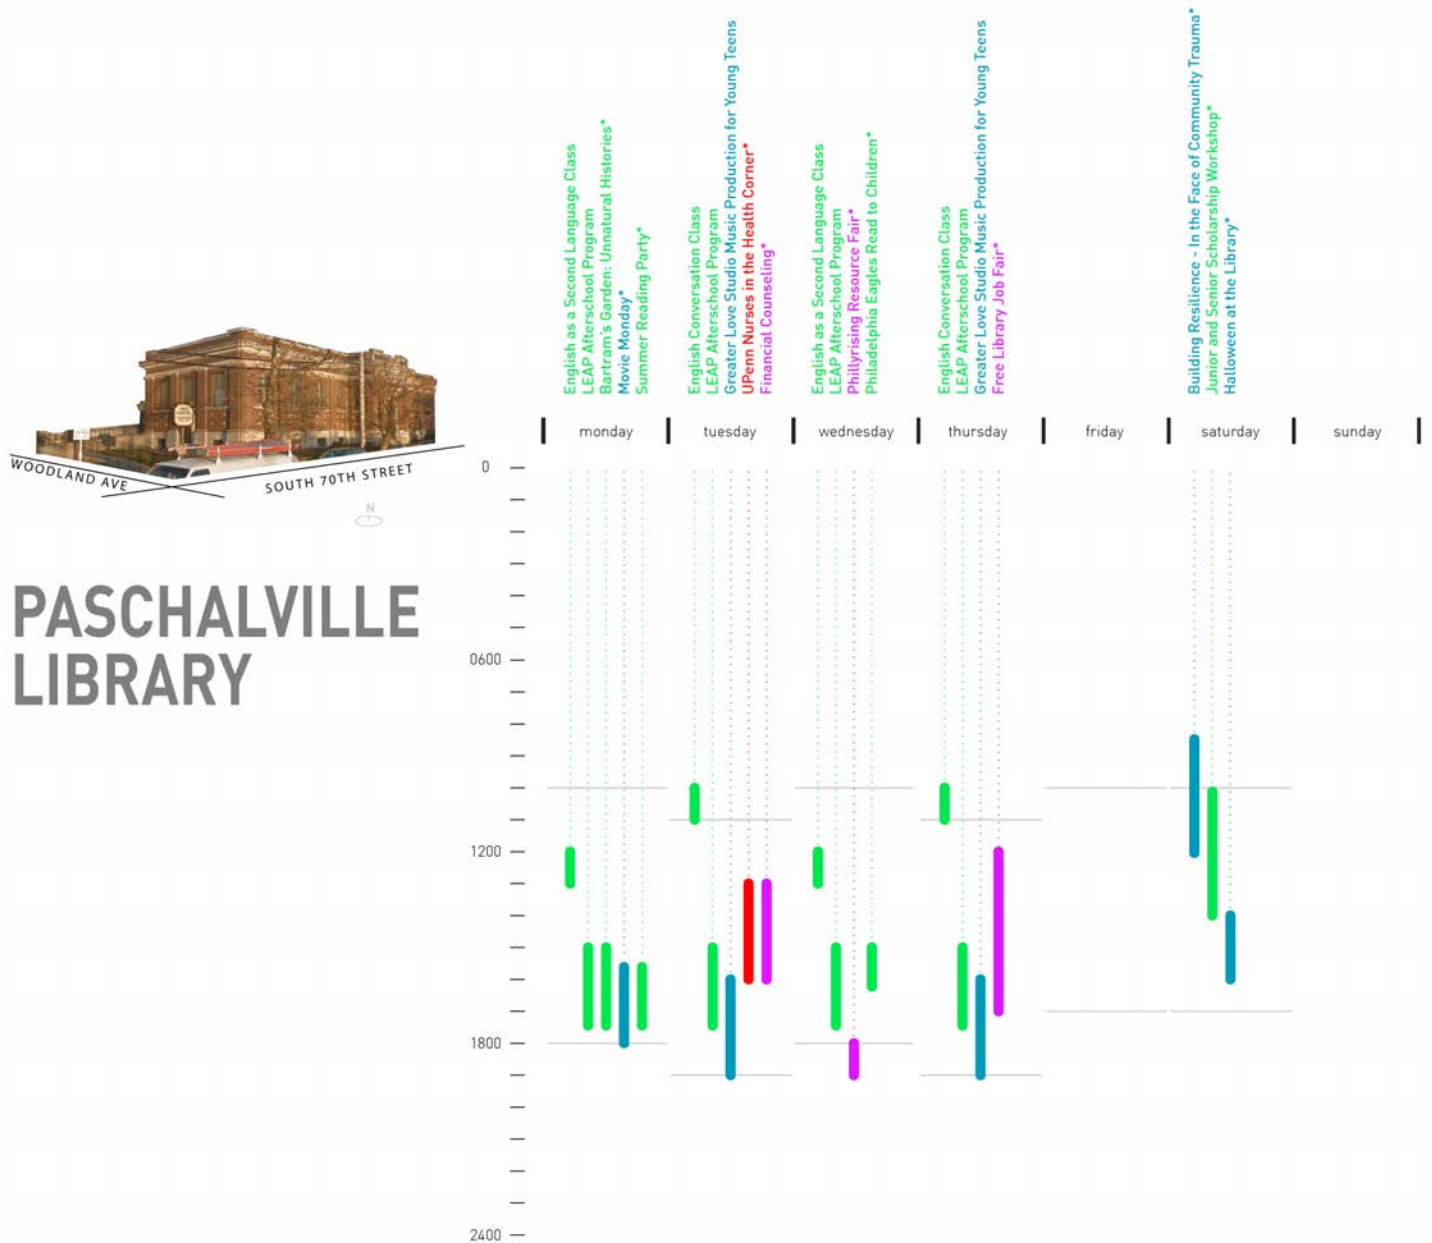 English as a Second Language Class
LEAP Afterschool Program
Bartram's Garden: Unnatural Histories*
Movie Monday*
Summer Reading Party*
English Conversation Class
LEAP Afterschool Program
Greater Love Studio Music Production for Young Teens
UPenn Nurses in the Health Corner*
Financial Counseling*
English as a Second Language Class
LEAP Afterschool Program
Phillyrising Resource Fair*
Philadelphia Eagles Read to Children*
English Conversation Class
LEAP Afterschool Program
Greater Love Studio Music Production for Young Teens
Free Library Job Fair*
Building Resilience - In the Face of Community Trauma*
Junior and Senior Scholarship Workshop*
Halloween at the Library*
monday
tuesday
wednesday
thursday
friday
saturday
sunday
WOODLAND AVE
SOUTH 70TH STREET
N
PASCHALVILLE
LIBRARY
0
0600
1200
1800
2400